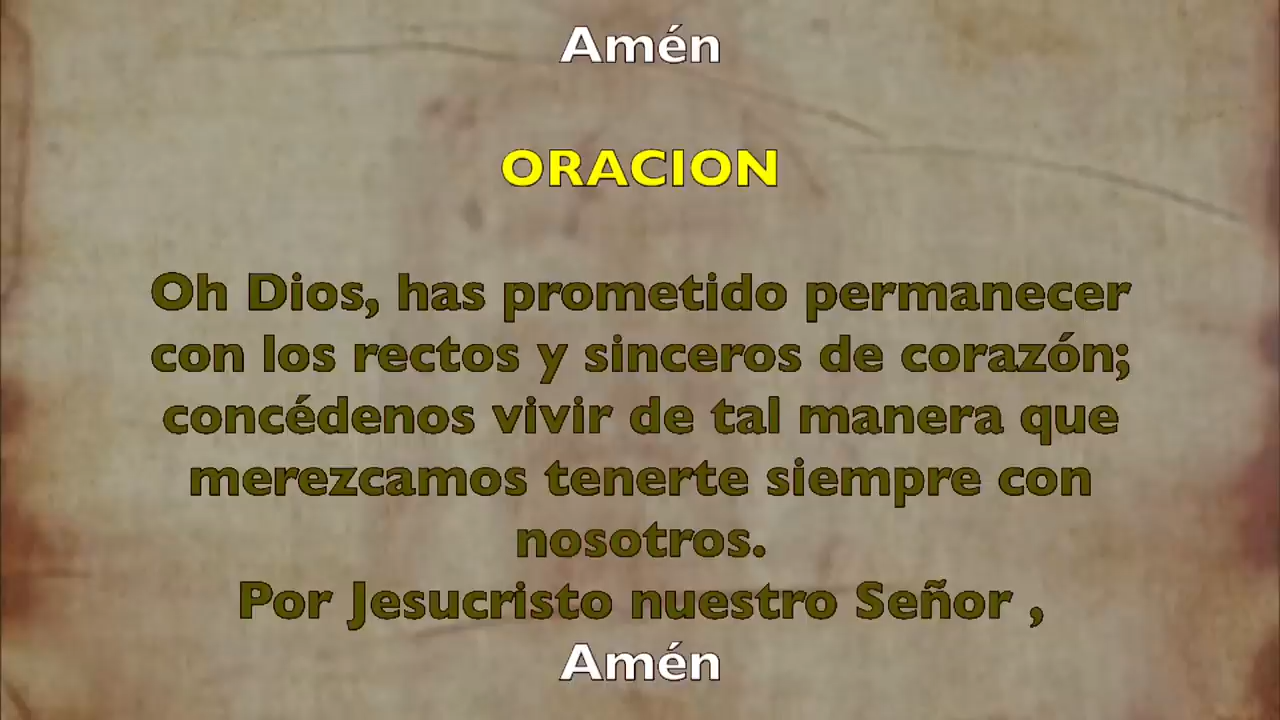 Amén
ORACION
Oh Dios, has prometido permanecer
con los rectos y sinceros de corazón;
concédenos vivir de tal manera que
merezcamos tenerte siempre con
nosotros.
Por Jesucristo nuestro Señor ,
Amén